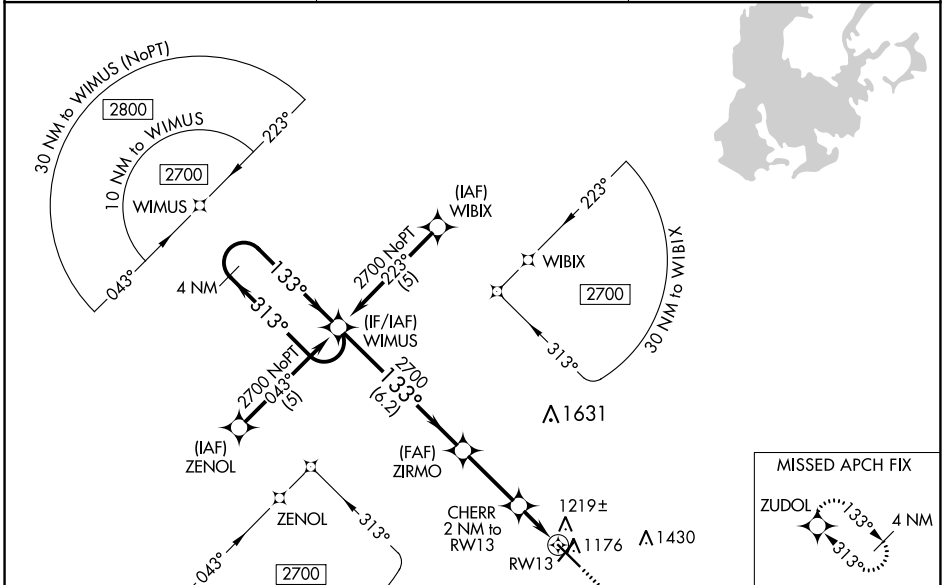 30 NM to WIMUS (NoPT)
2800
10 NM to WIMUS
2700
223°
WIMUS
043°
4 NM
133°
313°
(IAF)
WIBIX
2700 NoPT
223°
(5)
(IF/IAF)
WIMUS
2700 NoPT
043°
(5)
(IAF)
ZENOL
2700
133°
(6.2)
(FAF)
ZIRMO
CHERR
2 NM to
RW13
RW13
1219±
1176
1430
1631
223°
WIBIX
2700
30 NM to WIBIX
313°
ZENOL
043°
313°
2700
MISSED APCH FIX
ZUDOL
133°
4 NM
313°